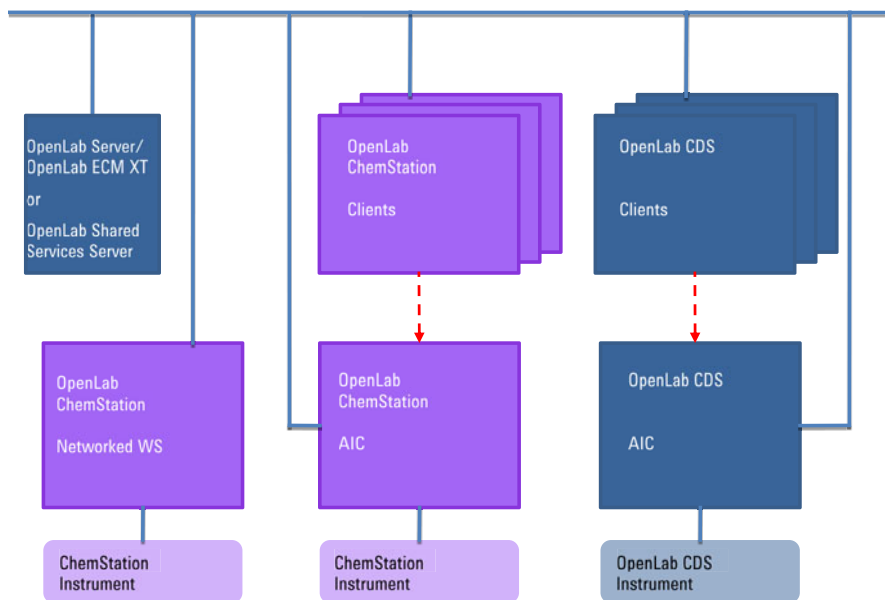 OpenLab Server/
OpenLab ECM XT
or
OpenLab Shared
Services Server
OpenLab
ChemStation
Clients
OpenLab CDS
Clients
OpenLab
ChemStation
Networked WS
OpenLab
ChemStation
AIC
OpenLab CDS
AIC
ChemStation
Instrument
ChemStation
Instrument
OpenLab CDS
Instrument